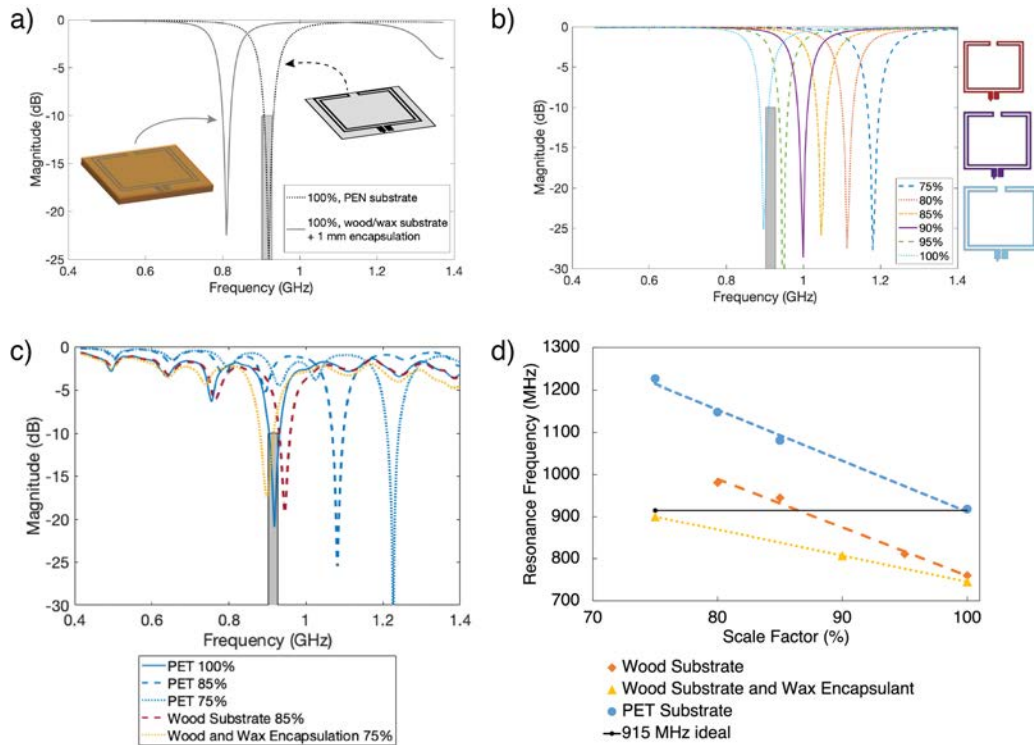 a)
0
-5
-10
-15
-20
-25
Magnitude (dB)
0.4
0.6
0.8
1
1.2
1.4
Frequency (GHz)
100%, PEN substrate
100%, wood/wax substrate
+ 1 mm encapsulation
b)
0
-5
-10
-15
-20
-25
-30
Magnitude (dB)
0.4
0.6
0.8
1
1.2
1.4
Frequency (GHz)
75%
80%
85%
90%
95%
100%
c)
0
-5
-10
-15
-20
-25
-30
Magnitude (dB)
0.4
0.6
0.8
1
1.2
1.4
Frequency (GHz)
PET 100%
PET 85%
PET 75%
Wood Substrate 85%
Wood and Wax Encapsulation 75%
d)
1300
1200
1100
1000
900
800
700
Resonance Frequency (MHz)
70
80
90
100
Scale Factor (%)
Wood Substrate
Wood Substrate and Wax Encapsulant
PET Substrate
915 MHz ideal